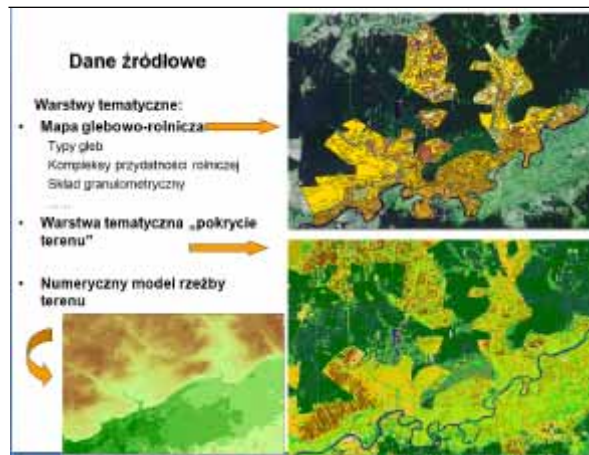 Dane źródłowe
Warstwy tematyczne:
• Mapa glebowo-rolnicza
Typy gleb
Kompleksy przydatności rolniczej
Skład granulometryczny
• Warstwa tematyczna „pokrycie
terenu”
• Numeryczny model rzeźby
terenu